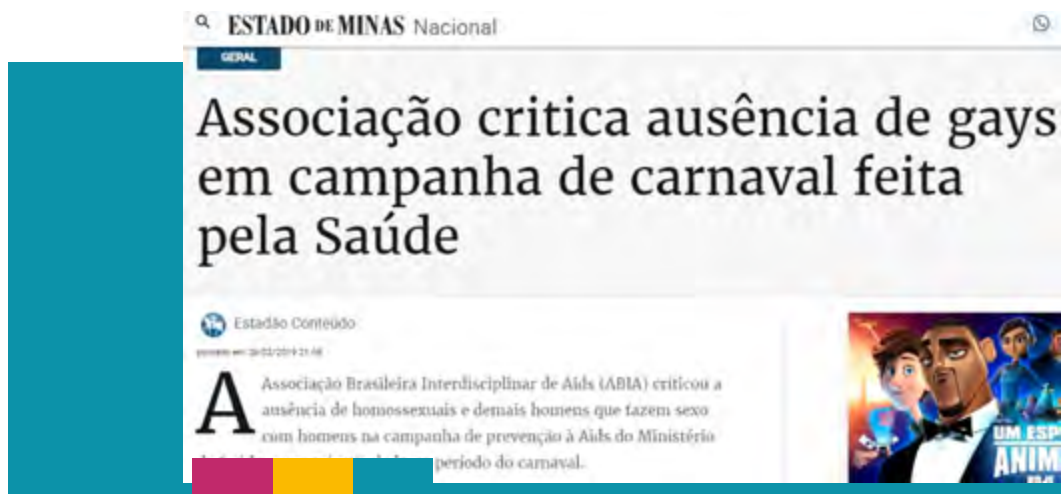 ESTADO DE MINAS Nacional
GERAL
Associação critica ausência de gays
em campanha de carnaval feita
pela Saúde
Estadão Conteúdo
A Associação Brasileira Interdisciplinar de Aids (ABIA) criticou a
ausência de homossexuais e demais homens que fazem sexo
com homens na campanha de prevenção à Aids do Ministério
período do carnaval.
UM ESP
ANIM